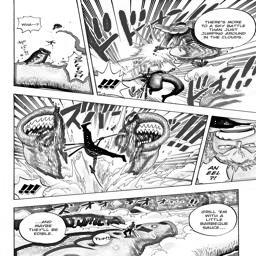 THERE'S MORE
TO A SKY BATTLE
THAN JUST
JUMPING AROUND
IN THE CLOUDS.
AN
EEL
?!
AND
MAYBE
THEY'LL BE
EDIBLE.
GRILL 'EM
WITH A
LITTLE
BARBEQUE
SAUCE...